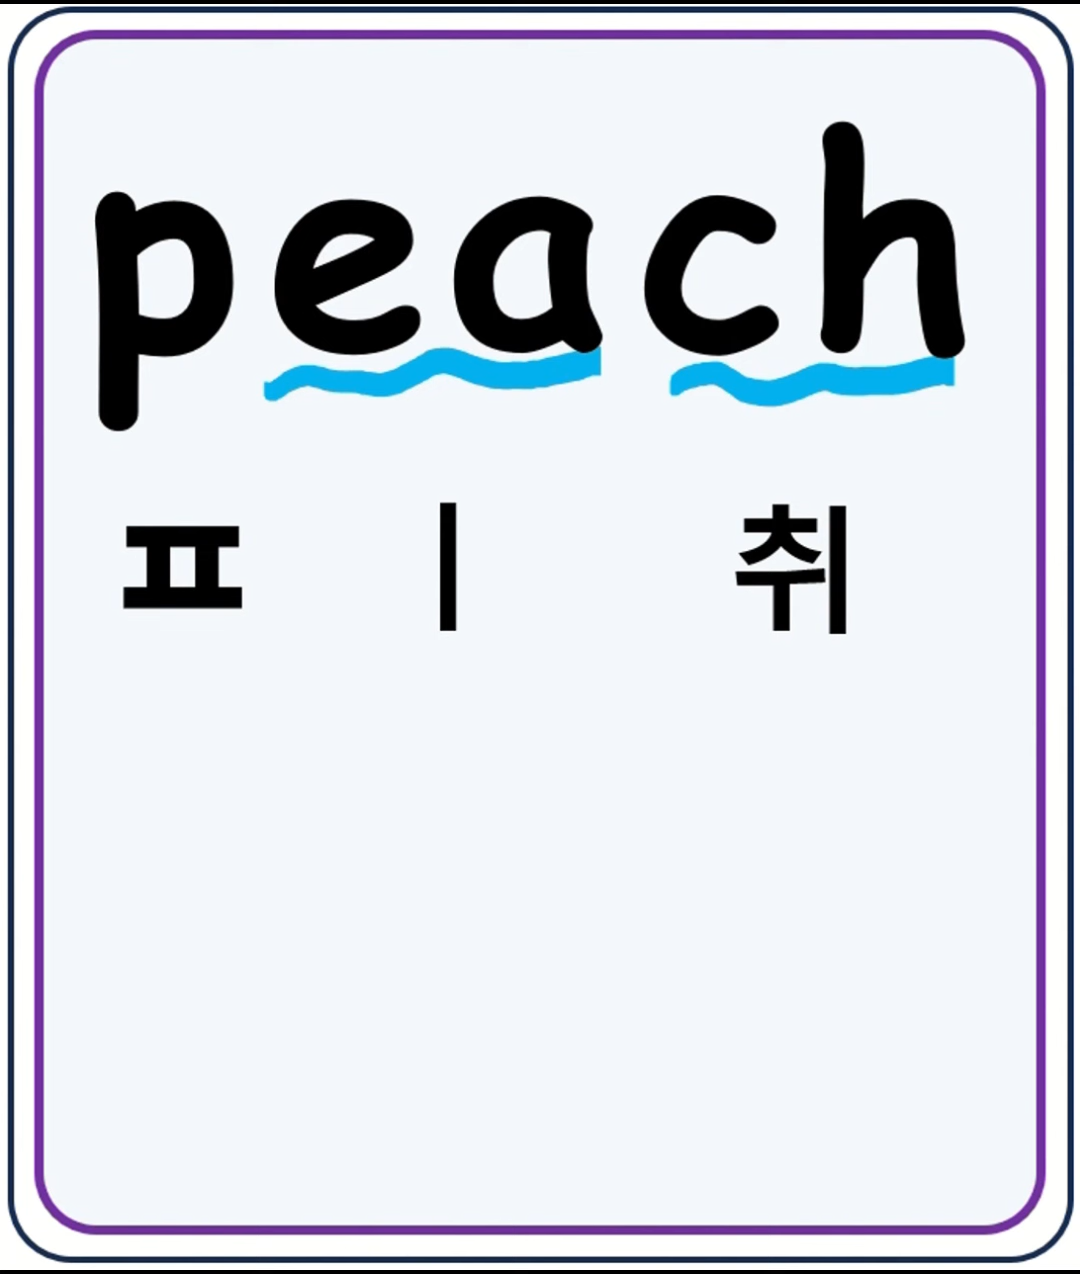 peach
ㅍ ㅣ 취